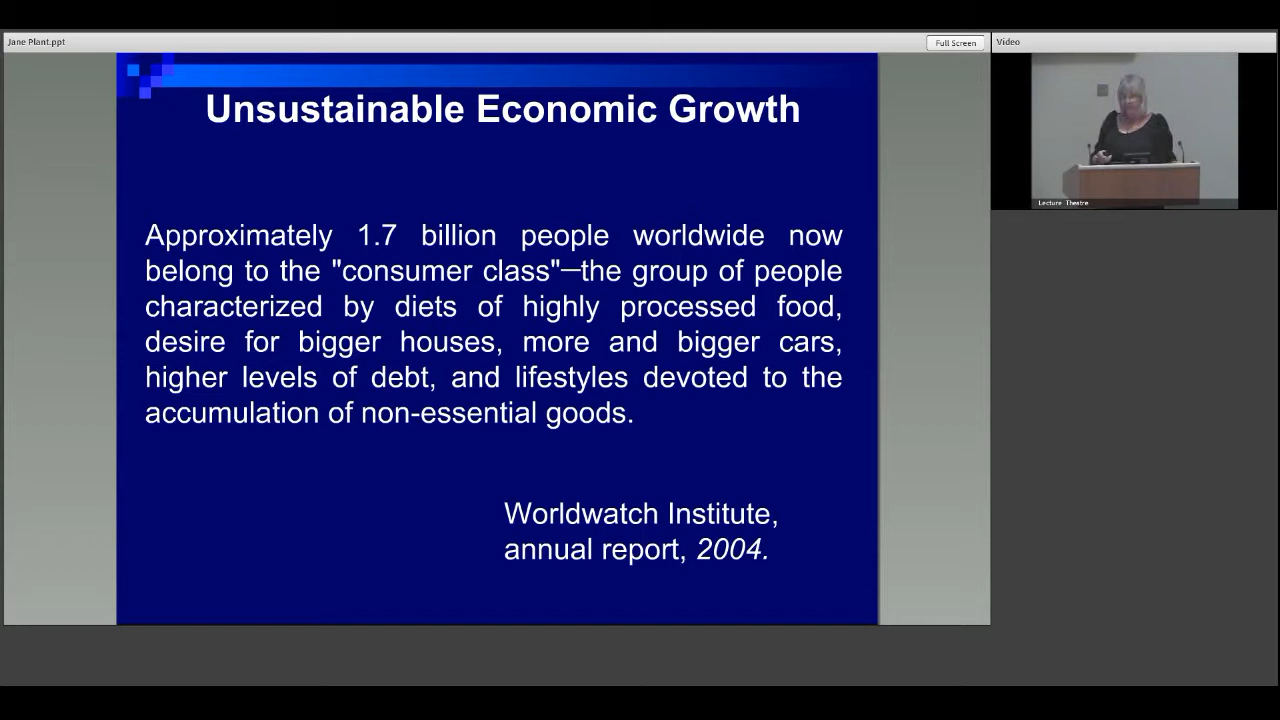 Jane Plant.ppt
Full Screen
Video
Unsustainable Economic Growth
Approximately 1.7 billion people worldwide now
belong to the "consumer class"—the group of people
characterized by diets of highly processed food,
desire for bigger houses, more and bigger cars,
higher levels of debt, and lifestyles devoted to the
accumulation of non-essential goods.
Worldwatch Institute,
annual report, 2004.
Lecture Theatre